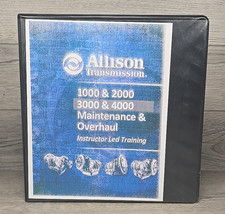 Allison
Transmission.
1000 & 2000
3000 & 4000
Maintenance &
Overhaul
Instructor Led Training